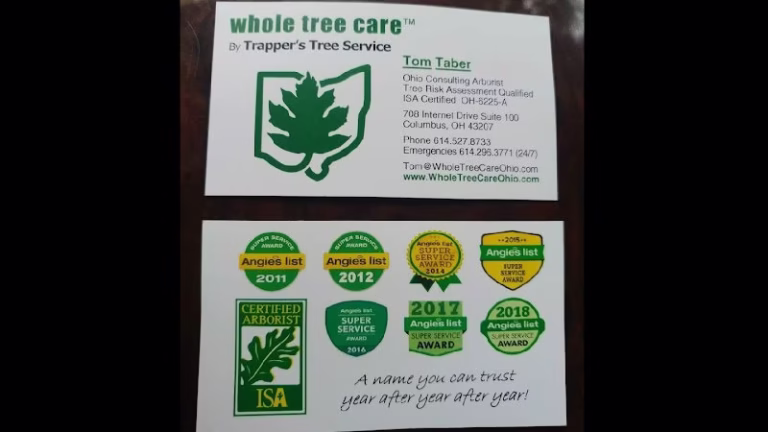 whole tree care™
By Trapper's Tree Service
Tom Taber
Ohio Consulting Arborist
Tree Risk Assessment Qualified
ISA Certified OH-5225-A
708 Internet Drive Suite 100
Columbus, OH 43207
Phone 614.527.8733
Emergencies 614.296.3771 (24/7)
Tom@WholeTreeCareOhio.com
www.WholeTreeCareOhio.com
SUPER SERVICE
AWARD
Angie's list
2011
SUPER SERVICE
AWARD
Angie's list
2012
Angie's list
SUPER
SERVICE
AWARD
2014
2015
Angie's list
SUPER
SERVICE
AWARD
CERTIFIED
ARBORIST
ISA
Angie's list
SUPER
SERVICE
AWARD
2016
2017
Angie's list
SUPER SERVICE
AWARD
2018
Angie's list
SUPER SERVICE
AWARD
A name you can trust
year after year after year!